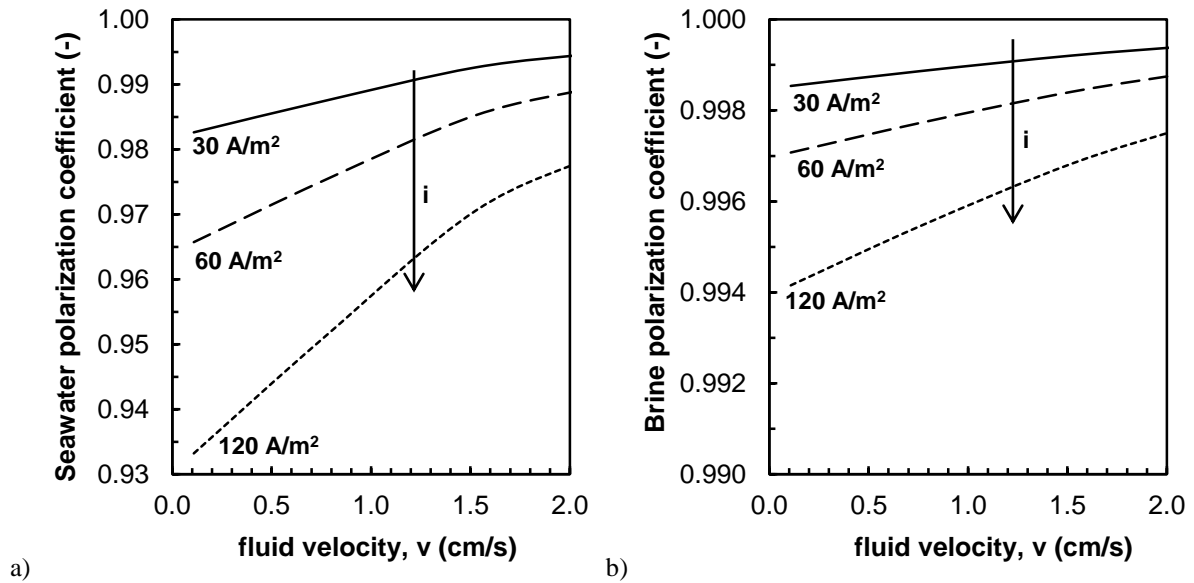 1.00
0.99
0.98
0.97
0.96
0.95
0.94
0.93
Seawater polarization coefficient (-)
30 A/m²
60 A/m²
120 A/m²
i
0.0 0.5 1.0 1.5 2.0
fluid velocity, v (cm/s)
a)
1.000
0.998
0.996
0.994
0.992
0.990
Brine polarization coefficient (-)
30 A/m²
60 A/m²
120 A/m²
i
0.0 0.5 1.0 1.5 2.0
fluid velocity, v (cm/s)
b)